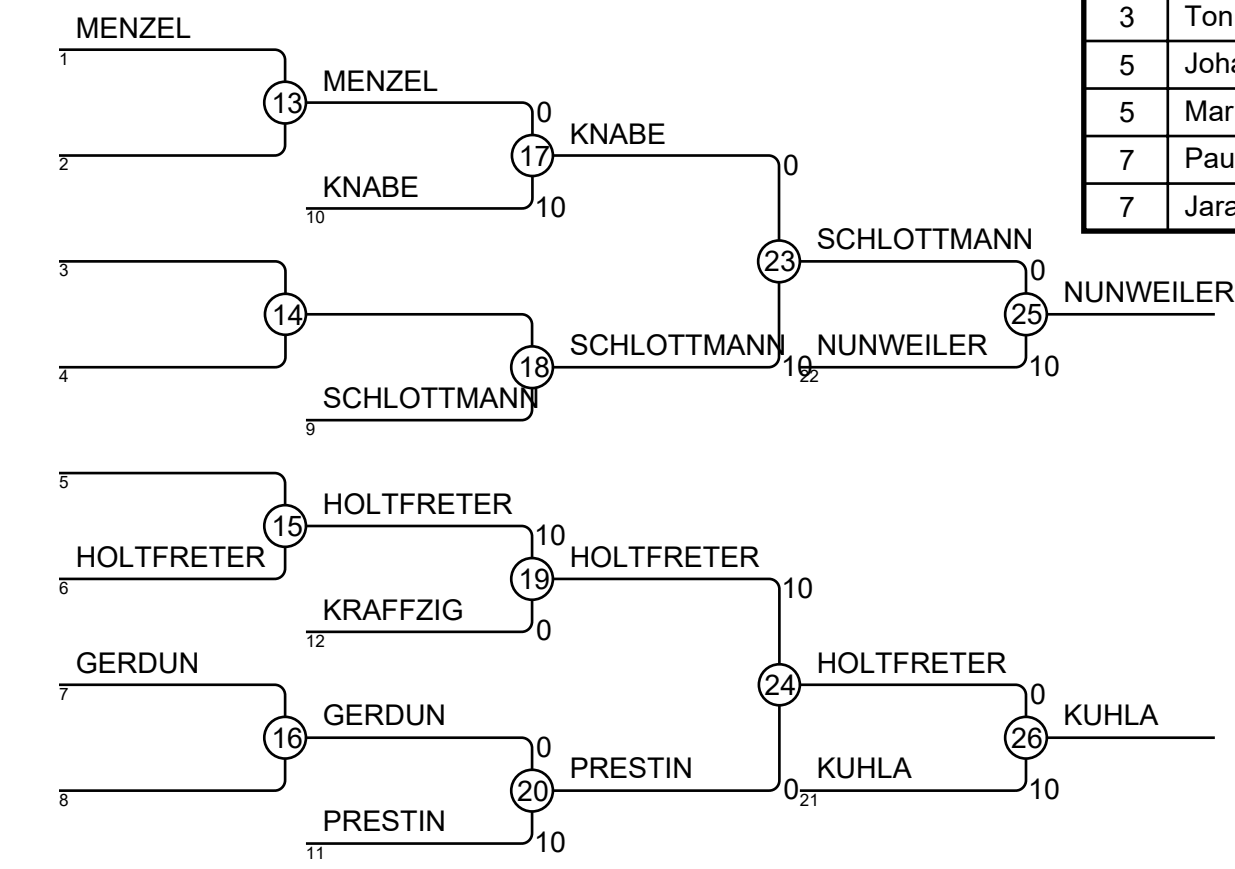 MENZEL
1
13
MENZEL
2
0
17
KNABE
KNABE
10
10
0
3
14
4
SCHLOTTMANN
9
18
SCHLOTTMANN
10
23
SCHLOTTMANN
0
22
NUNWEILER
10
25
NUNWEILER
5
15
HOLTFRETER
HOLTFRETER
6
10
19
HOLTFRETER
KRAFFZIG
12
0
10
GERDUN
7
16
GERDUN
8
0
20
PRESTIN
PRESTIN
11
10
0
24
HOLTFRETER
0
KUHLA
21
10
26
KUHLA
3 Ton
5 Joha
5 Mar
7 Pau
7 Jara